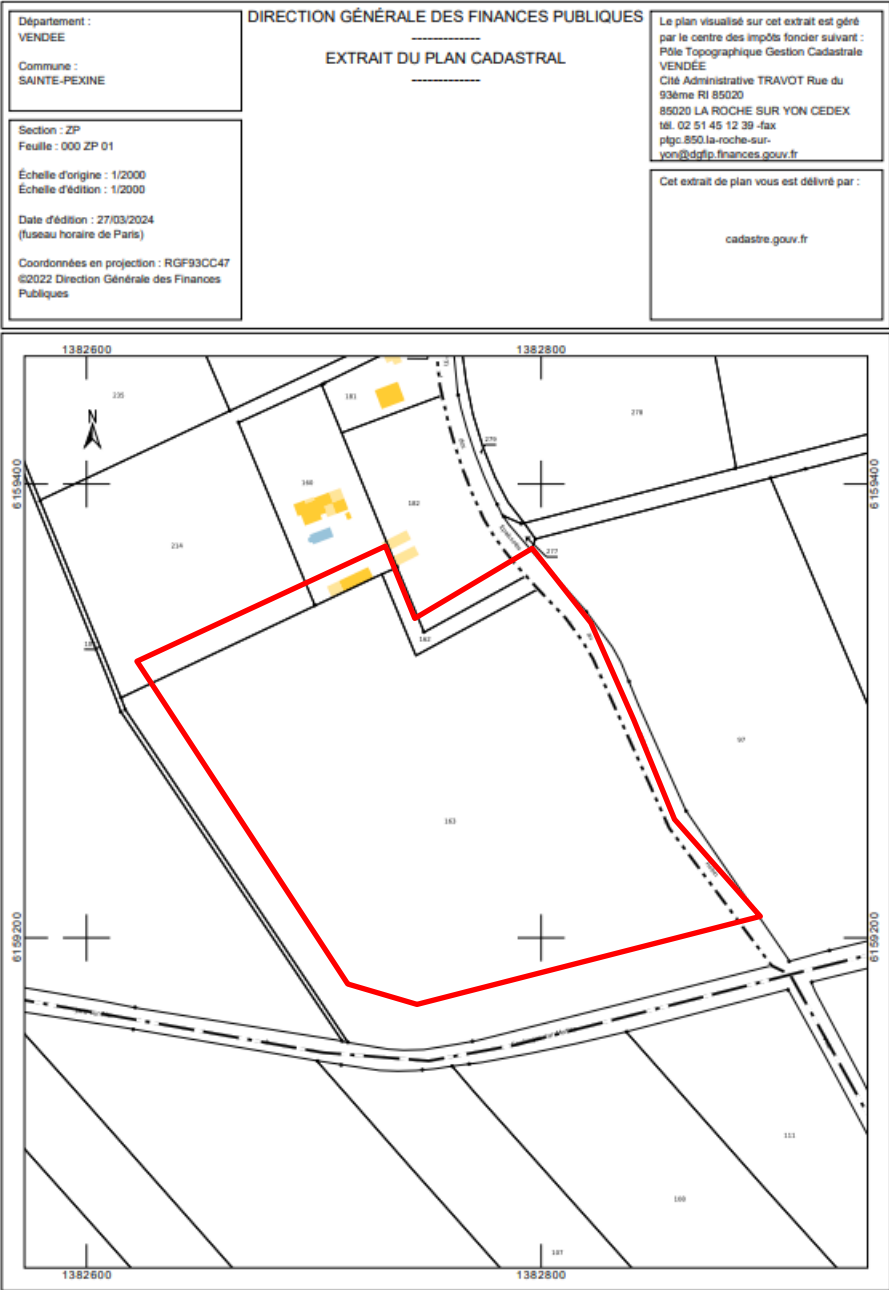 Département :
VENDEE
Commune :
SAINTE-PEXINE
Section : ZP
Feuille : 000 ZP 01
Échelle d'origine : 1/2000
Échelle d'édition : 1/2000
Date d'édition : 27/03/2024
(fuseau horaire de Paris)
Coordonnées en projection : RGF93CC47
©2022 Direction Générale des Finances
Publiques
DIRECTION GÉNÉRALE DES FINANCES PUBLIQUES
-------------
EXTRAIT DU PLAN CADASTRAL
-------------
Le plan visualisé sur cet extrait est géré
par le centre des impôts foncier suivant :
Pôle Topographique Gestion Cadastrale
VENDÉE
Cité Administrative TRAVOT Rue du
93ème RI 85020
85020 LA ROCHE SUR YON CEDEX
tél. 02 51 45 12 39 -fax
ptgc.850.la-roche-sur-
yon@dgfip.finances.gouv.fr
Cet extrait de plan vous est délivré par :
cadastre.gouv.fr
1382600
1382800
235
181
278
N
279
6159400
6159400
160
182
214
277
162
97
163
6159200
6159200
111
160
107
1382600
1382800